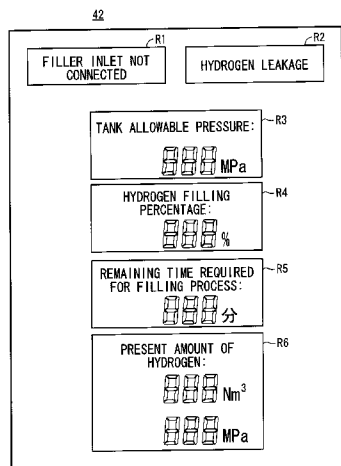 42
R1
FILLER INLET NOT
CONNECTED
R2
HYDROGEN LEAKAGE
R3
TANK ALLOWABLE PRESSURE:
888 MPa
R4
HYDROGEN FILLING
PERCENTAGE:
888 %
R5
REMAINING TIME REQUIRED
FOR FILLING PROCESS:
888 分
R6
PRESENT AMOUNT OF
HYDROGEN:
888 Nm³
888 MPa